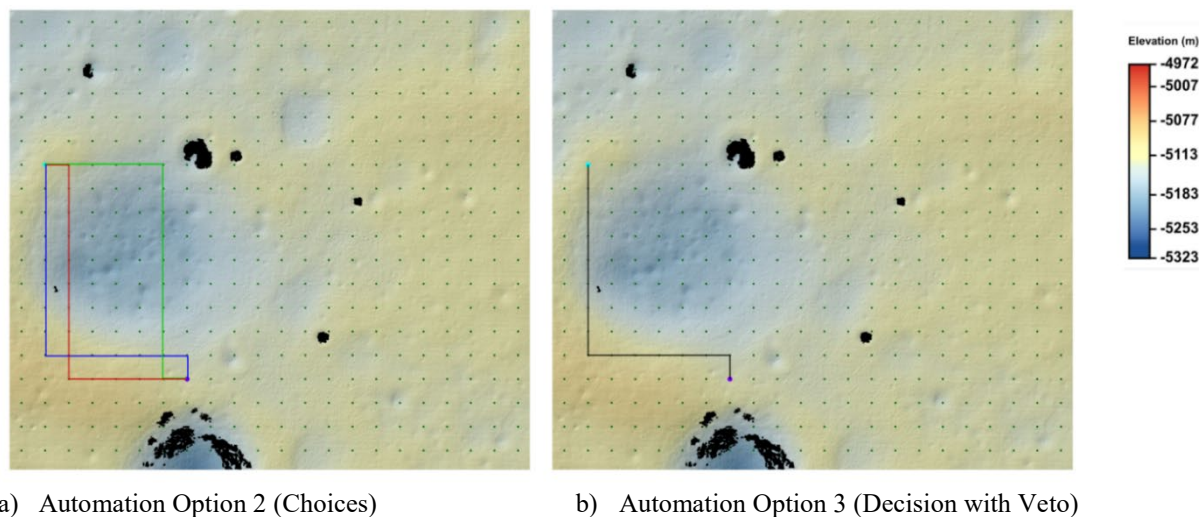 Elevation (m)
-4972
-5007
-5077
-5113
-5183
-5253
-5323
a) Automation Option 2 (Choices)
b) Automation Option 3 (Decision with Veto)